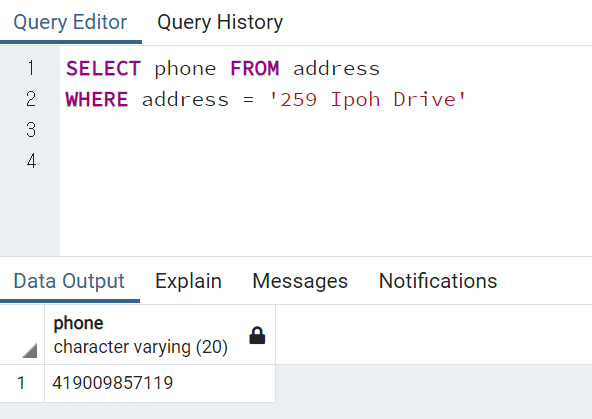 Query Editor Query History
1 SELECT phone FROM address
2 WHERE address = '259 Ipoh Drive'
3
4
Data Output Explain Messages Notifications
phone
character varying (20)
1 419009857119